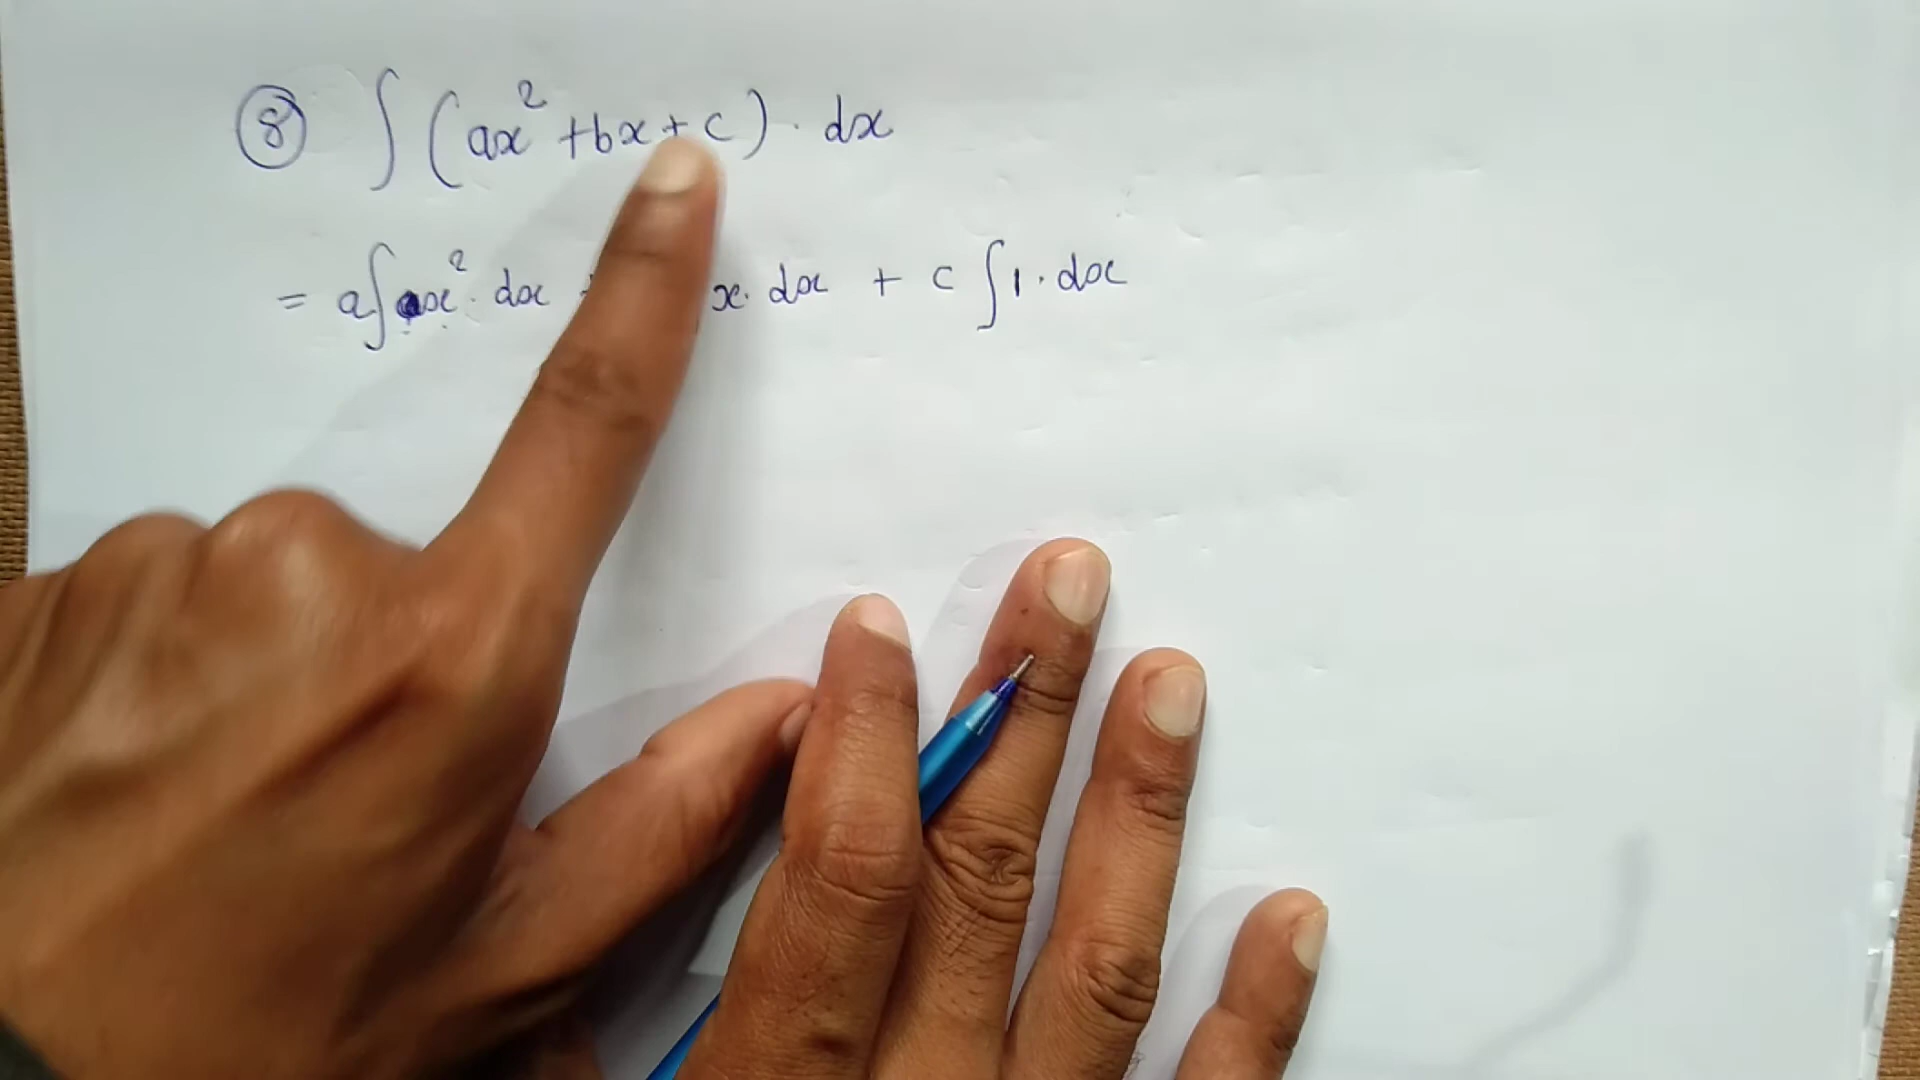 ⑧ ∫ (ax² + bx + c) · dx
= a∫ x² · dx + x · dx + c ∫ 1 · dx